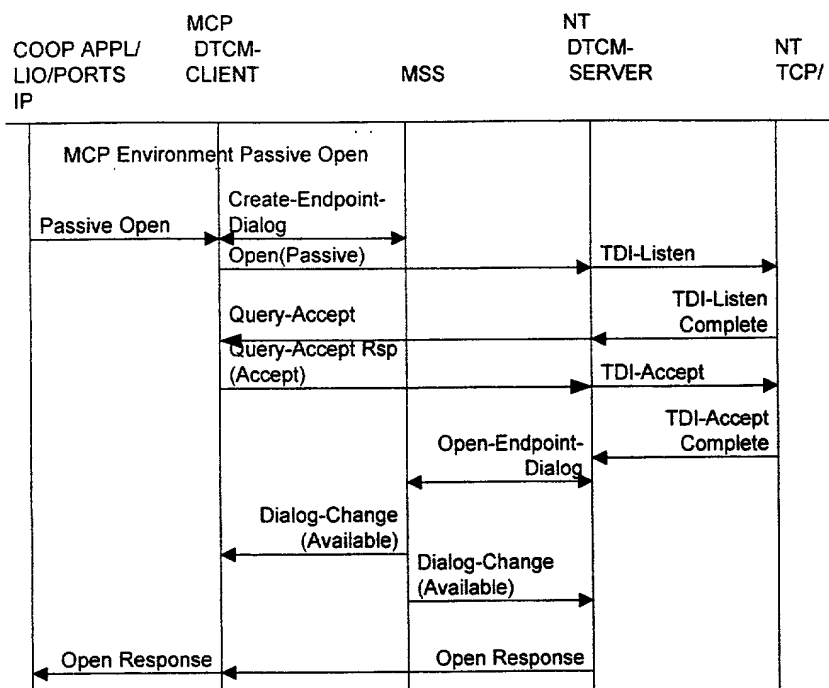 MCP
NT
COOP APPL/
DTCM-
DTCM-
NT
LIO/PORTS
CLIENT
MSS
SERVER
TCP/
IP
MCP Environment Passive Open
Create-Endpoint-
Passive Open
Dialog
Open(Passive)
TDI-Listen
TDI-Listen
Query-Accept
Complete
Query-Accept Rsp
(Accept)
TDI-Accept
TDI-Accept
Open-Endpoint-
Complete
Dialog
Dialog-Change
(Available)
Dialog-Change
(Available)
Open Response
Open Response